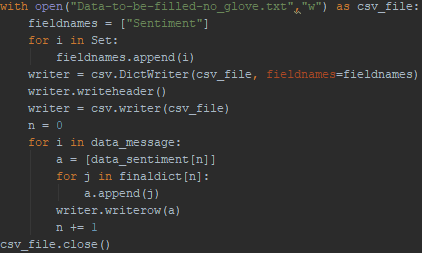 with open("Data-to-be-filled-no_glove.txt","w") as csv_file:
    fieldnames = ["Sentiment"]
    for i in Set:
        fieldnames.append(i)
    writer = csv.DictWriter(csv_file, fieldnames=fieldnames)
    writer.writeheader()
    writer = csv.writer(csv_file)
    n = 0
    for i in data_message:
        a = [data_sentiment[n]]
        for j in finaldict[n]:
            a.append(j)
        writer.writerow(a)
        n += 1
csv_file.close()